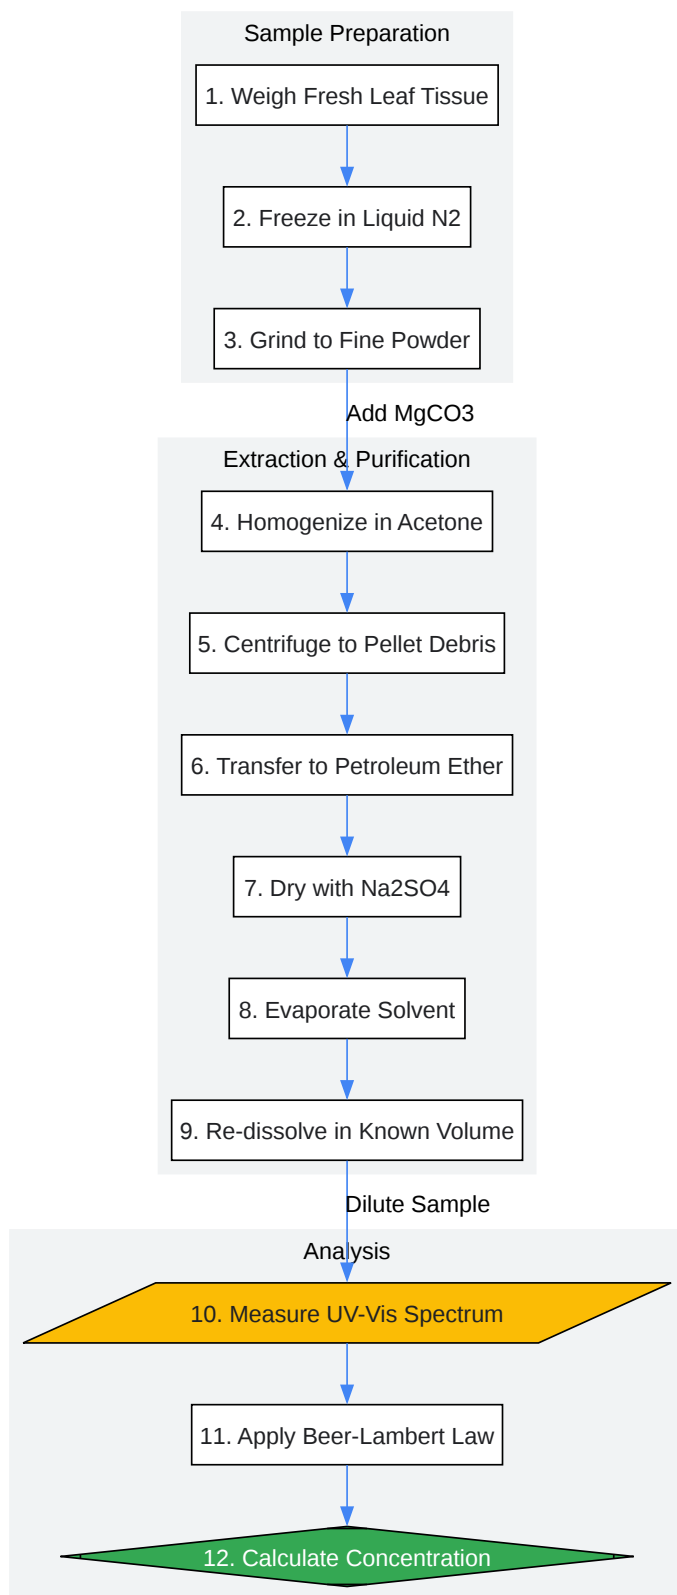 Sample Preparation
1. Weigh Fresh Leaf Tissue
2. Freeze in Liquid N2
3. Grind to Fine Powder
Add MgCO3
Extraction & Purification
4. Homogenize in Acetone
5. Centrifuge to Pellet Debris
6. Transfer to Petroleum Ether
7. Dry with Na2SO4
8. Evaporate Solvent
9. Re-dissolve in Known Volume
Dilute Sample
Analysis
10. Measure UV-Vis Spectrum
11. Apply Beer-Lambert Law
12. Calculate Concentration